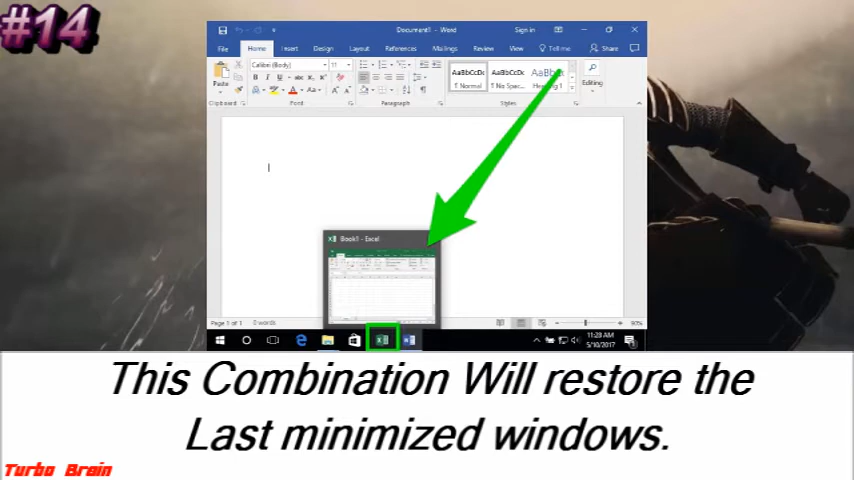 #14
Document1 - Word
Sign in
File Home Insert Design Layout References Mailings Review View Tell me Share
Calibri (Body) 11
Paste
AaBbCcDc AaBbCcDc
¶ Normal ¶ No Spec... Heading 1
Editing
Clipboard Font Paragraph Styles
Book1 - Excel
Page 1 of 1 0 words
90%
11:28 AM
5/10/2017
This Combination Will restore the
Last minimized windows.
Turbo Brain